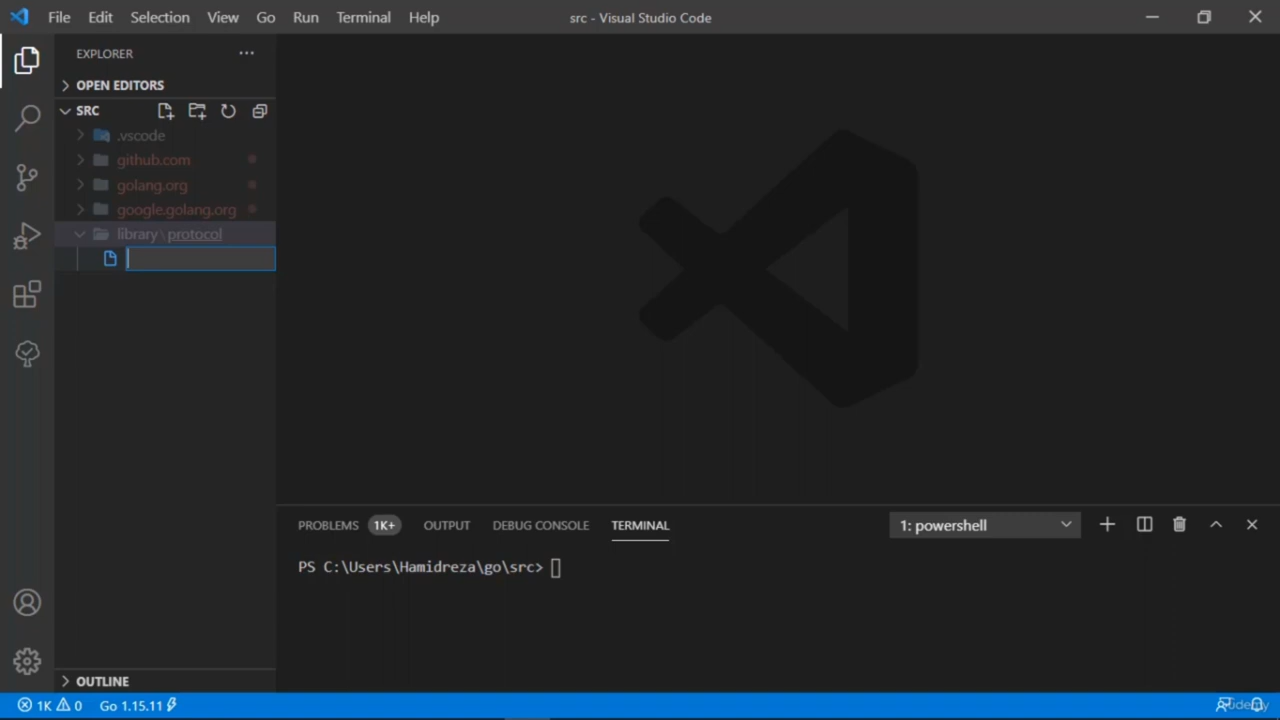 File Edit Selection View Go Run Terminal Help
src - Visual Studio Code
EXPLORER
OPEN EDITORS
SRC
.vscode
github.com
golang.org
google.golang.org
library\protocol
PROBLEMS 1K+ OUTPUT DEBUG CONSOLE TERMINAL
1: powershell
PS C:\Users\Hamidreza\go\src>
OUTLINE
1K 0 Go 1.15.11
Udemy